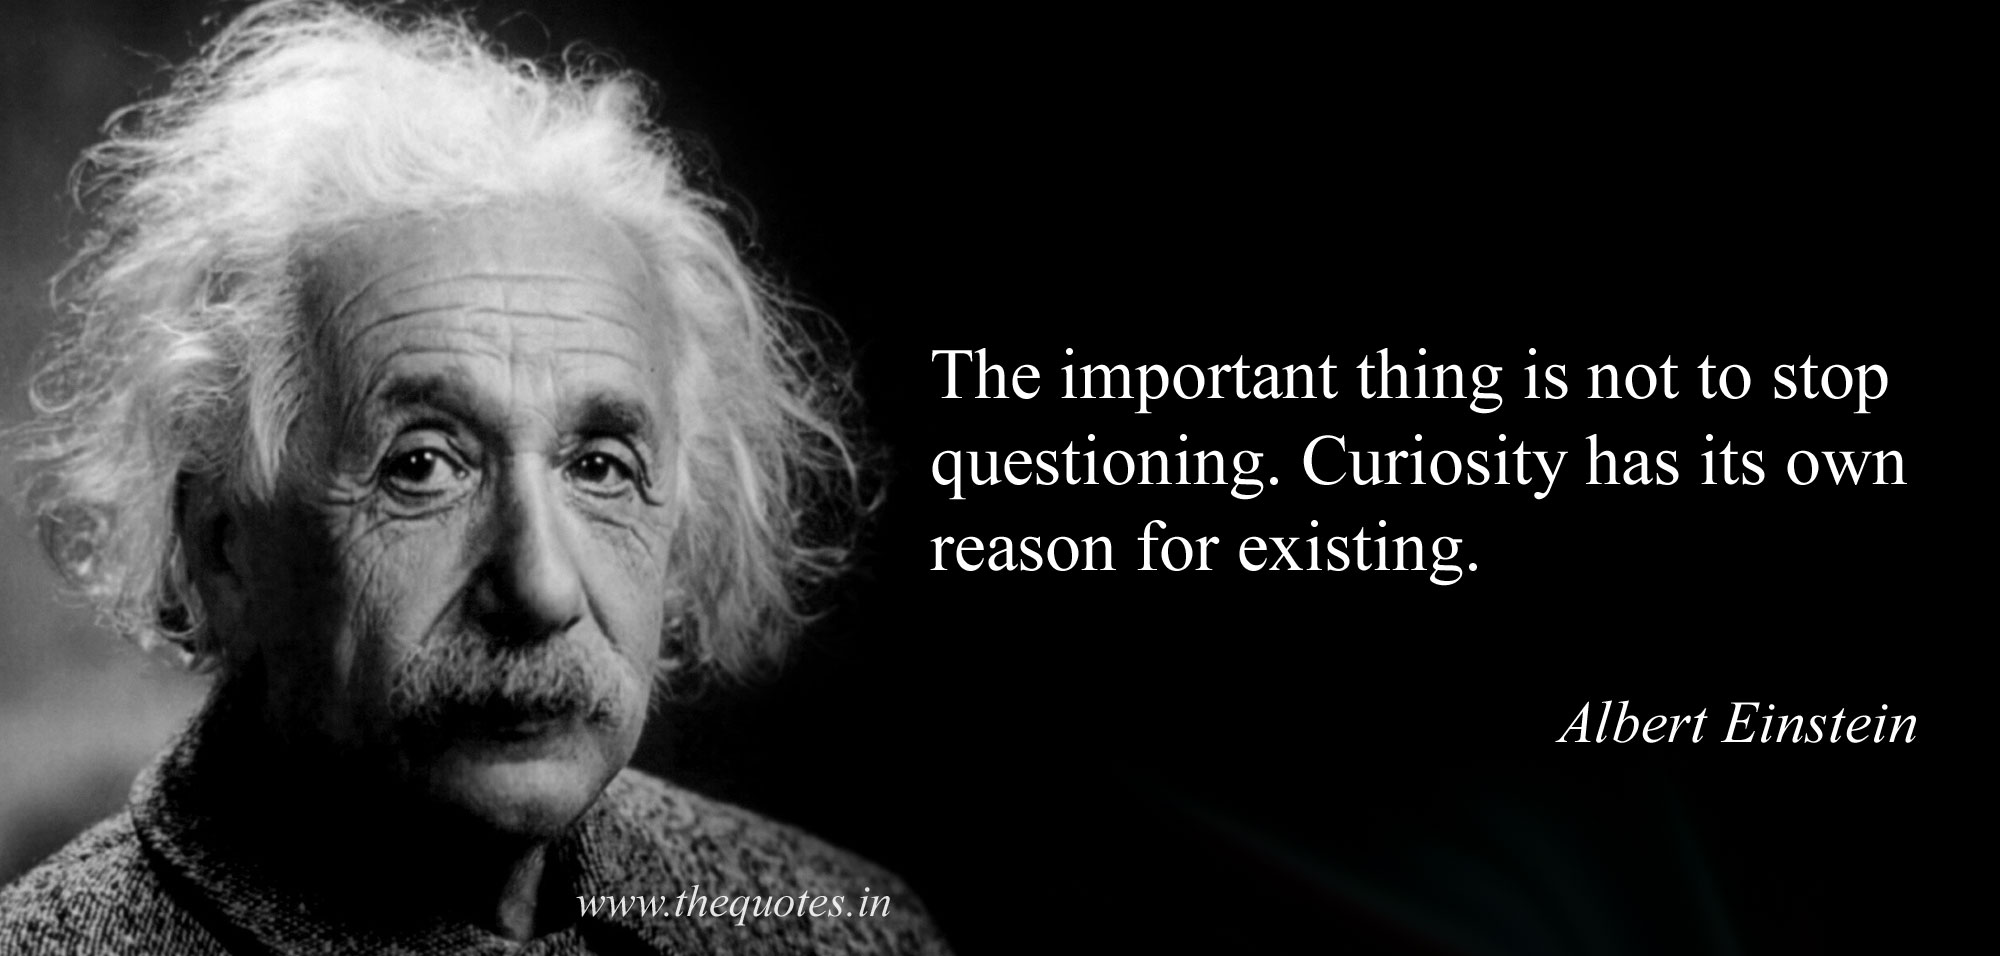 The important thing is not to stop
questioning. Curiosity has its own
reason for existing.
Albert Einstein
www.thequotes.in